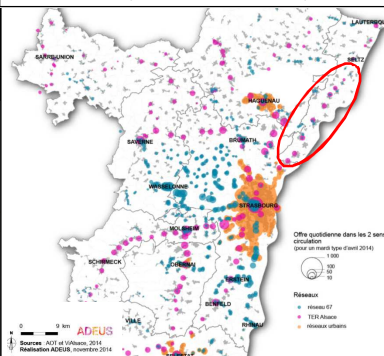 LAUTERBOURG
SARRE-UNION
SELTZ
HAGUENAU
SAVERNE
BRUMATH
WASSELONNE
STRASBOURG
MOLSHEIM
SCHIRMECK
OBERNAI
ERSTEIN
BENFELD
VILLE
RHINAU
Offre quotidienne dans les 2 sens
circulation
(pour un mardi type d'avril 2014)
1 000
100
50
10
Réseaux
réseau 67
TER Alsace
réseaux urbains
N
0 9 km
ADEUS
Sources : ADT et ViAlsace, 2014
Réalisation ADEUS, novembre 2014